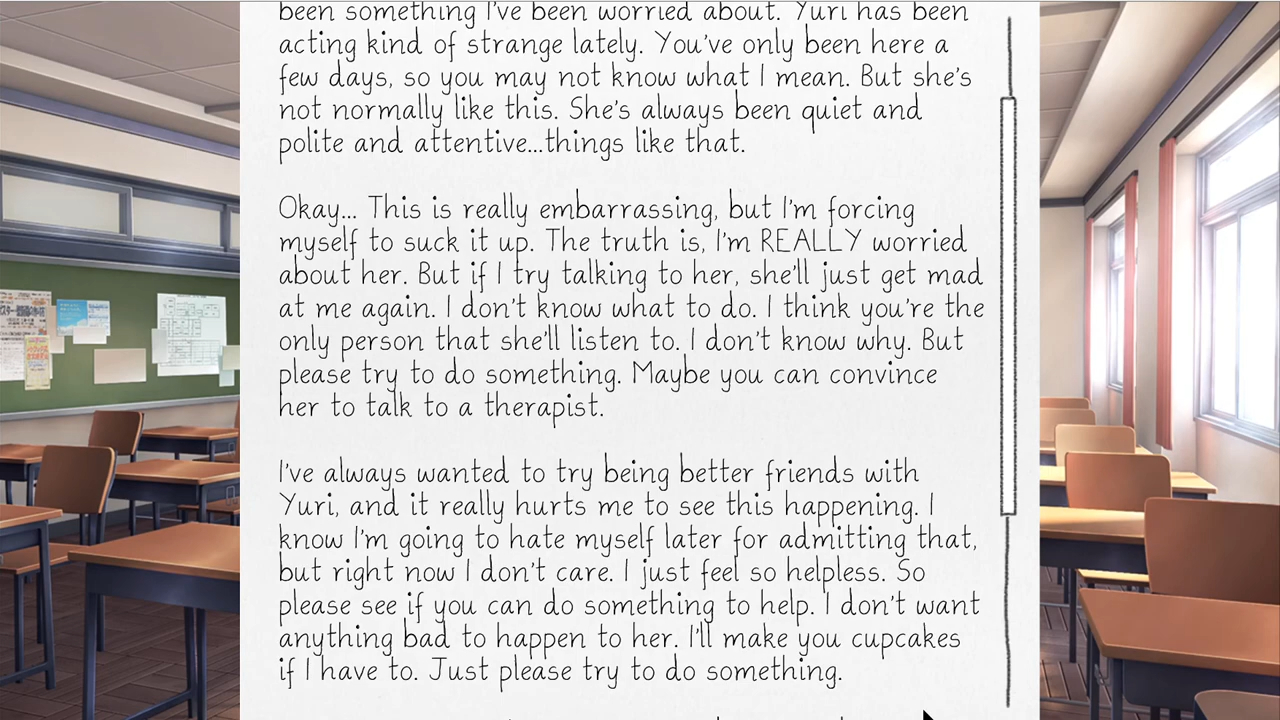 been something I've been worried about. Yuri has been
acting kind of strange lately. You've only been here a
few days, so you may not know what I mean. But she's
not normally like this. She's always been quiet and
polite and attentive...things like that.
Okay... This is really embarrassing, but I'm forcing
myself to suck it up. The truth is, I'm REALLY worried
about her. But if I try talking to her, she'll just get mad
at me again. I don't know what to do. I think you're the
only person that she'll listen to. I don't know why. But
please try to do something. Maybe you can convince
her to talk to a therapist.
I've always wanted to try being better friends with
Yuri, and it really hurts me to see this happening. I
know I'm going to hate myself later for admitting that,
but right now I don't care. I just feel so helpless. So
please see if you can do something to help. I don't want
anything bad to happen to her. I'll make you cupcakes
if I have to. Just please try to do something.